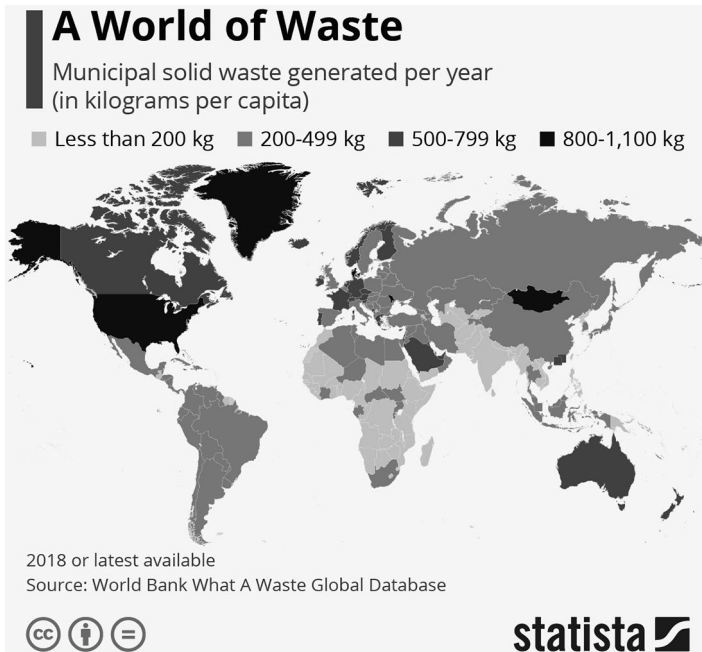 A World of Waste
Municipal solid waste generated per year
(in kilograms per capita)
Less than 200 kg 200-499 kg 500-799 kg 800-1,100 kg
2018 or latest available
Source: World Bank What A Waste Global Database
cc
statista